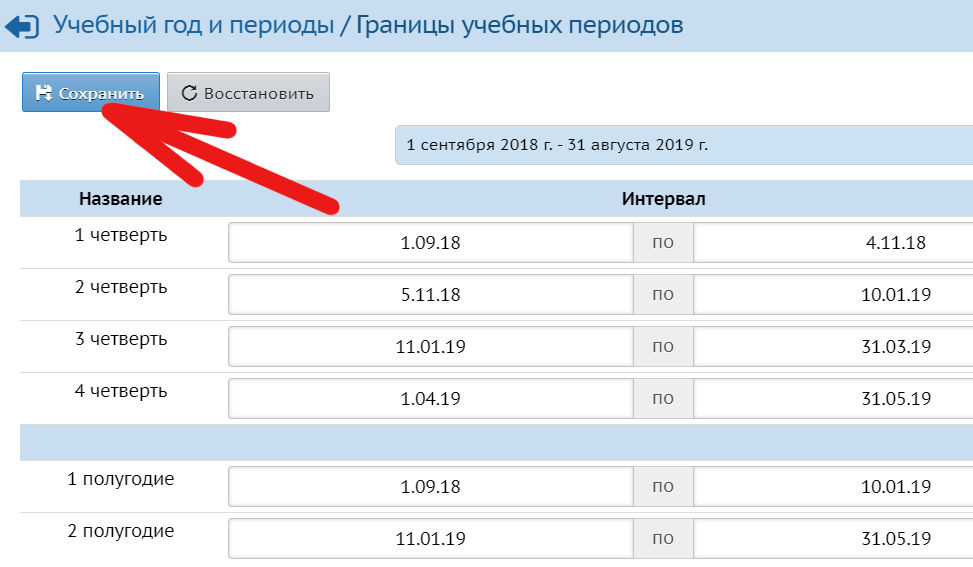 Учебный год и периоды / Границы учебных периодов
Сохранить Восстановить
1 сентября 2018 г. - 31 августа 2019 г.
Название Интервал
1 четверть 1.09.18 по 4.11.18
2 четверть 5.11.18 по 10.01.19
3 четверть 11.01.19 по 31.03.19
4 четверть 1.04.19 по 31.05.19
1 полугодие 1.09.18 по 10.01.19
2 полугодие 11.01.19 по 31.05.19